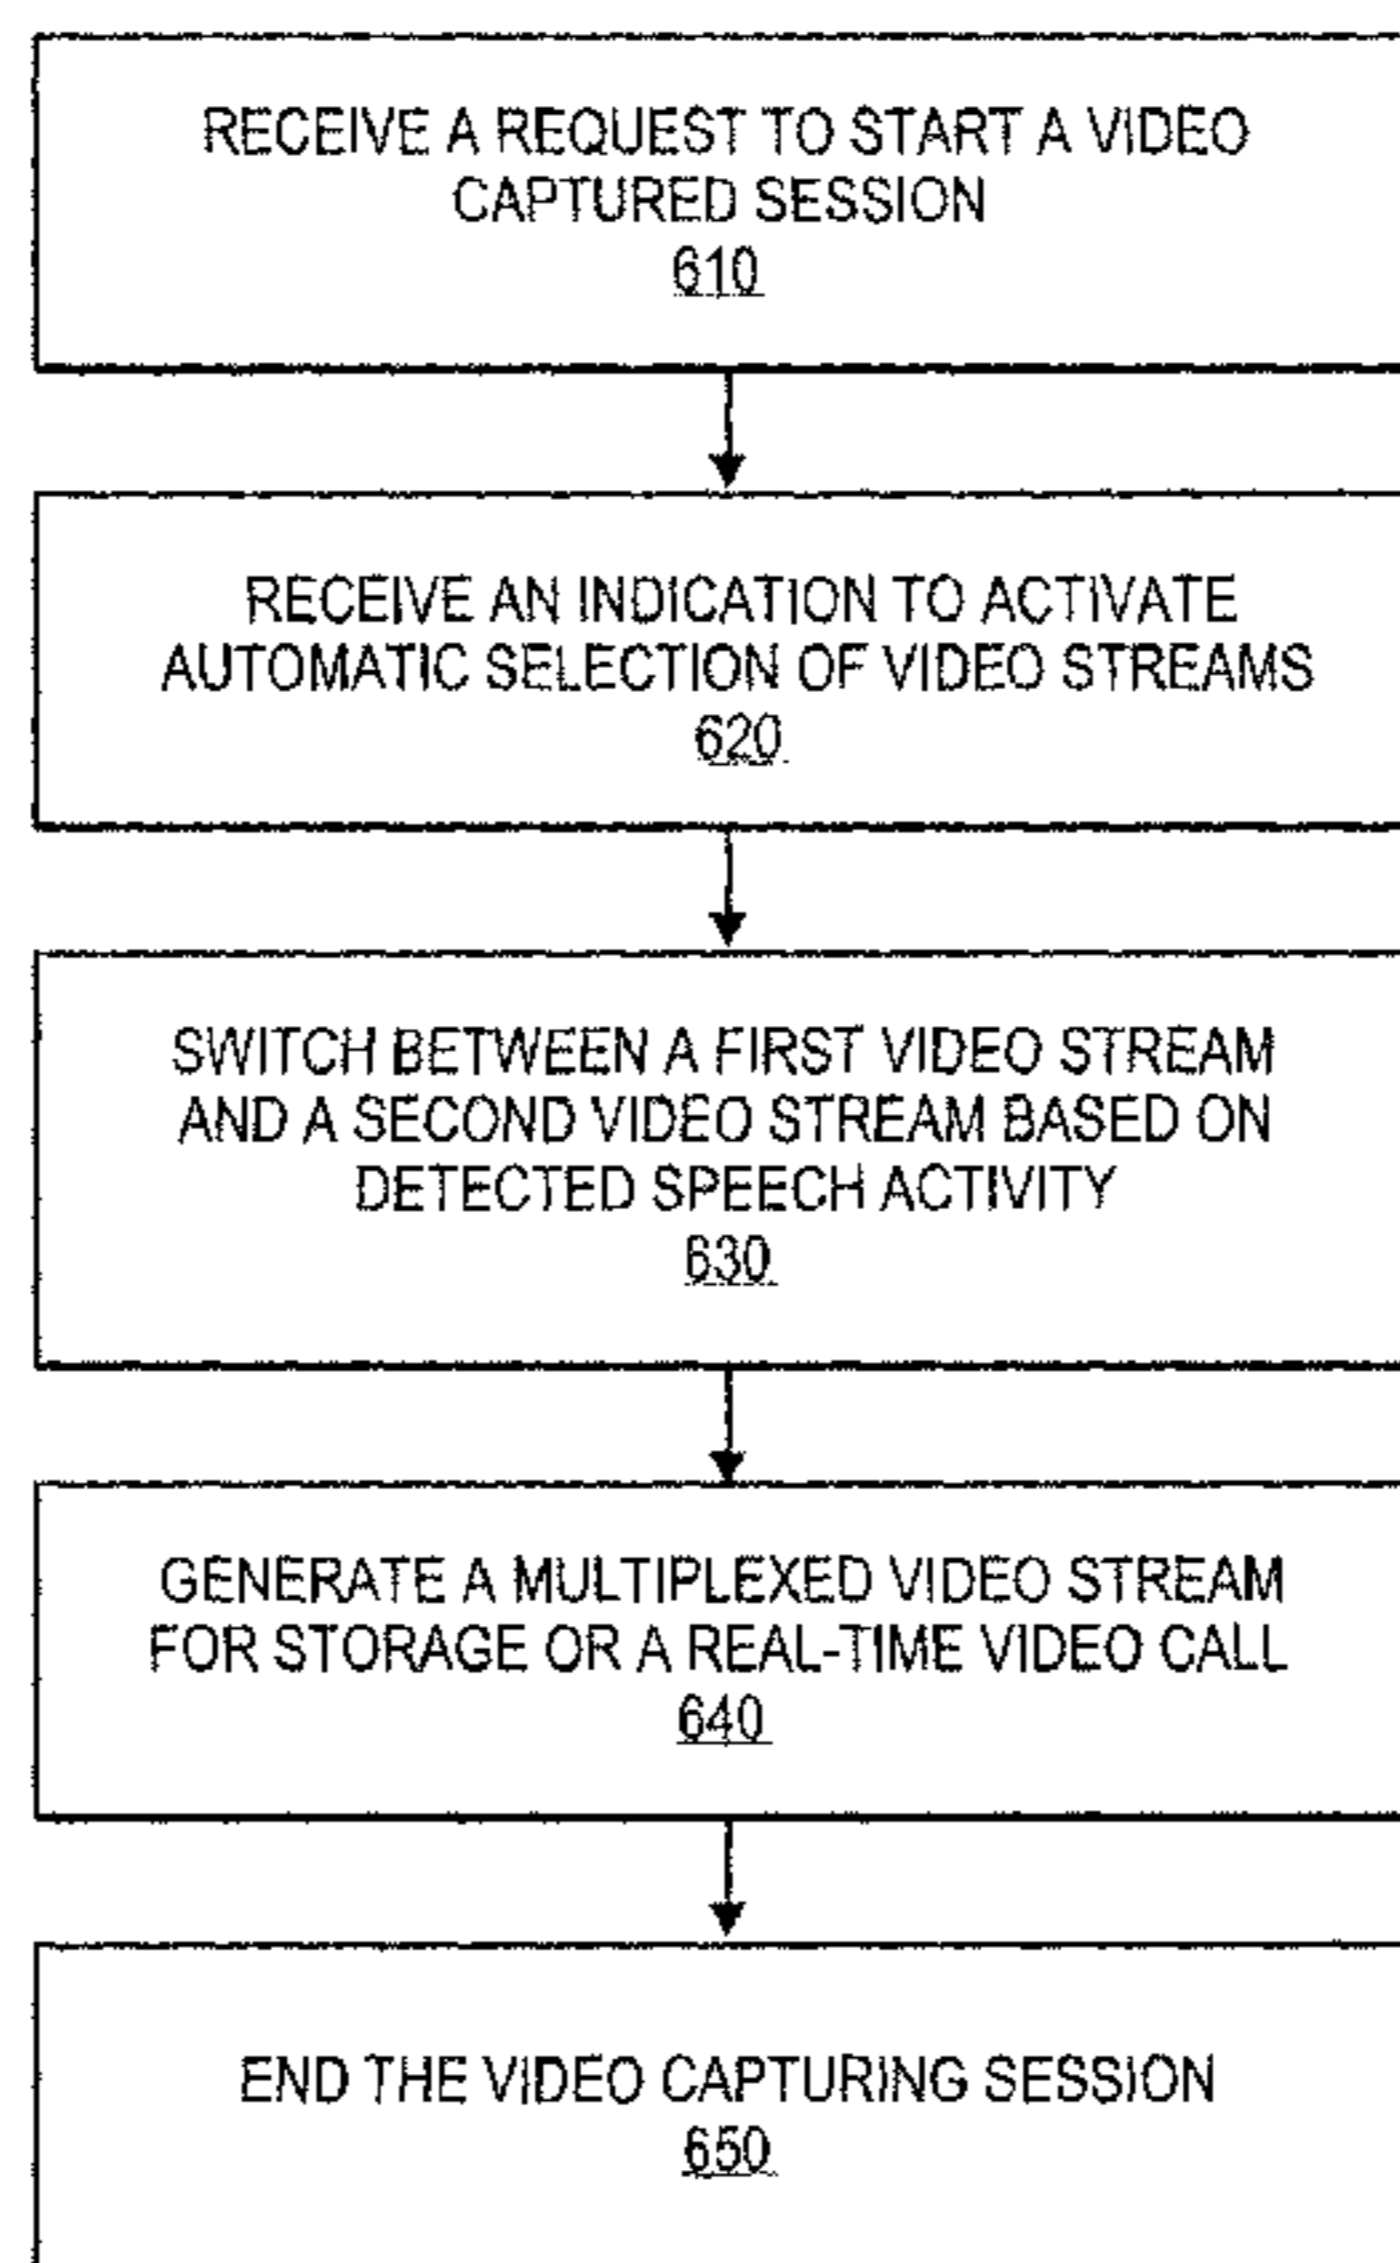 RECEIVE A REQUEST TO START A VIDEO
CAPTURED SESSION
610
RECEIVE AN INDICATION TO ACTIVATE
AUTOMATIC SELECTION OF VIDEO STREAMS
620
SWITCH BETWEEN A FIRST VIDEO STREAM
AND A SECOND VIDEO STREAM BASED ON
DETECTED SPEECH ACTIVITY
630
GENERATE A MULTIPLEXED VIDEO STREAM
FOR STORAGE OR A REAL-TIME VIDEO CALL
640
END THE VIDEO CAPTURING SESSION
650